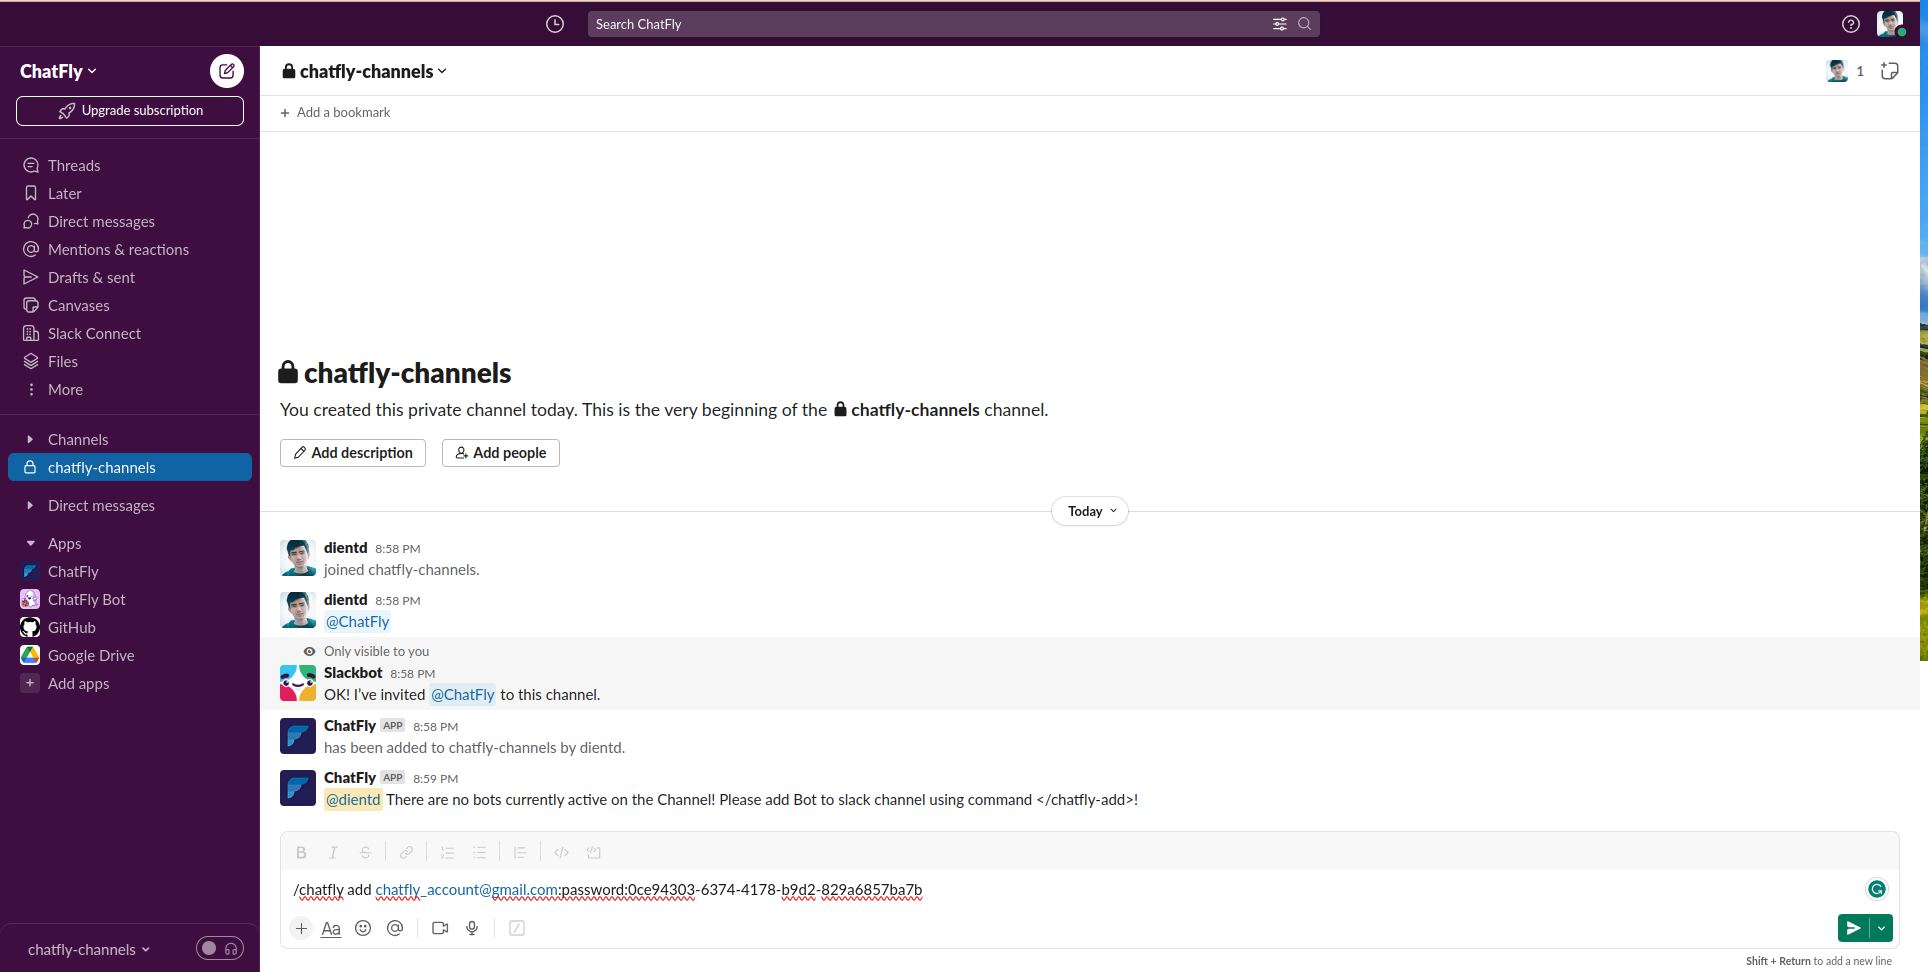 Search ChatFly
ChatFly
Upgrade subscription
Threads
Later
Direct messages
Mentions & reactions
Drafts & sent
Canvases
Slack Connect
Files
More
Channels
chatfly-channels
Direct messages
Apps
ChatFly
ChatFly Bot
GitHub
Google Drive
Add apps
chatfly-channels
chatfly-channels
1
Add a bookmark
chatfly-channels
You created this private channel today. This is the very beginning of the chatfly-channels channel.
Add description
Add people
Today
dientd 8:58 PM
joined chatfly-channels.
dientd 8:58 PM
@ChatFly
Only visible to you
Slackbot 8:58 PM
OK! I've invited @ChatFly to this channel.
ChatFly APP 8:58 PM
has been added to chatfly-channels by dientd.
ChatFly APP 8:59 PM
@dientd There are no bots currently active on the Channel! Please add Bot to slack channel using command </chatfly-add>!
/chatfly add chatfly_account@gmail.com:password:0ce94303-6374-4178-b9d2-829a6857ba7b
Aa
Shift + Return to add a new line